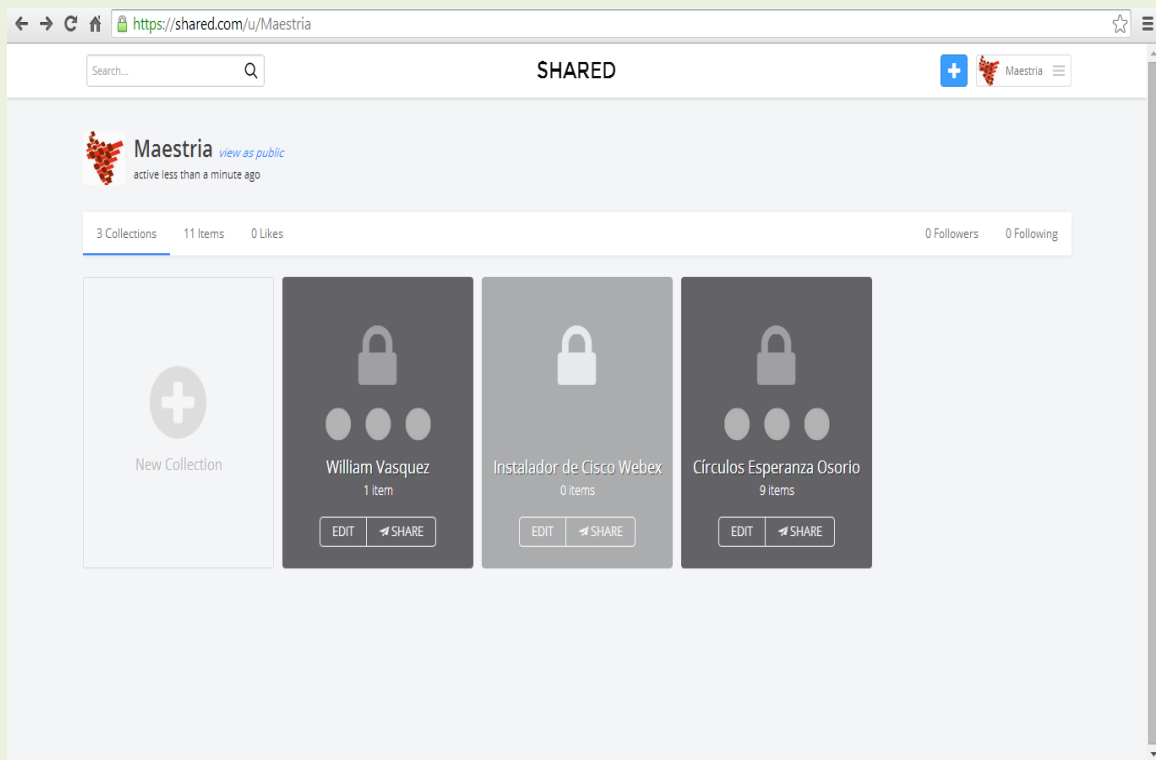 https://shared.com/u/Maestria
Search...
SHARED
Maestria
Maestria view as public
active less than a minute ago
3 Collections 11 Items 0 Likes 0 Followers 0 Following
New Collection
William Vasquez
1 item
EDIT SHARE
Instalador de Cisco Webex
0 items
EDIT SHARE
Círculos Esperanza Osorio
9 items
EDIT SHARE